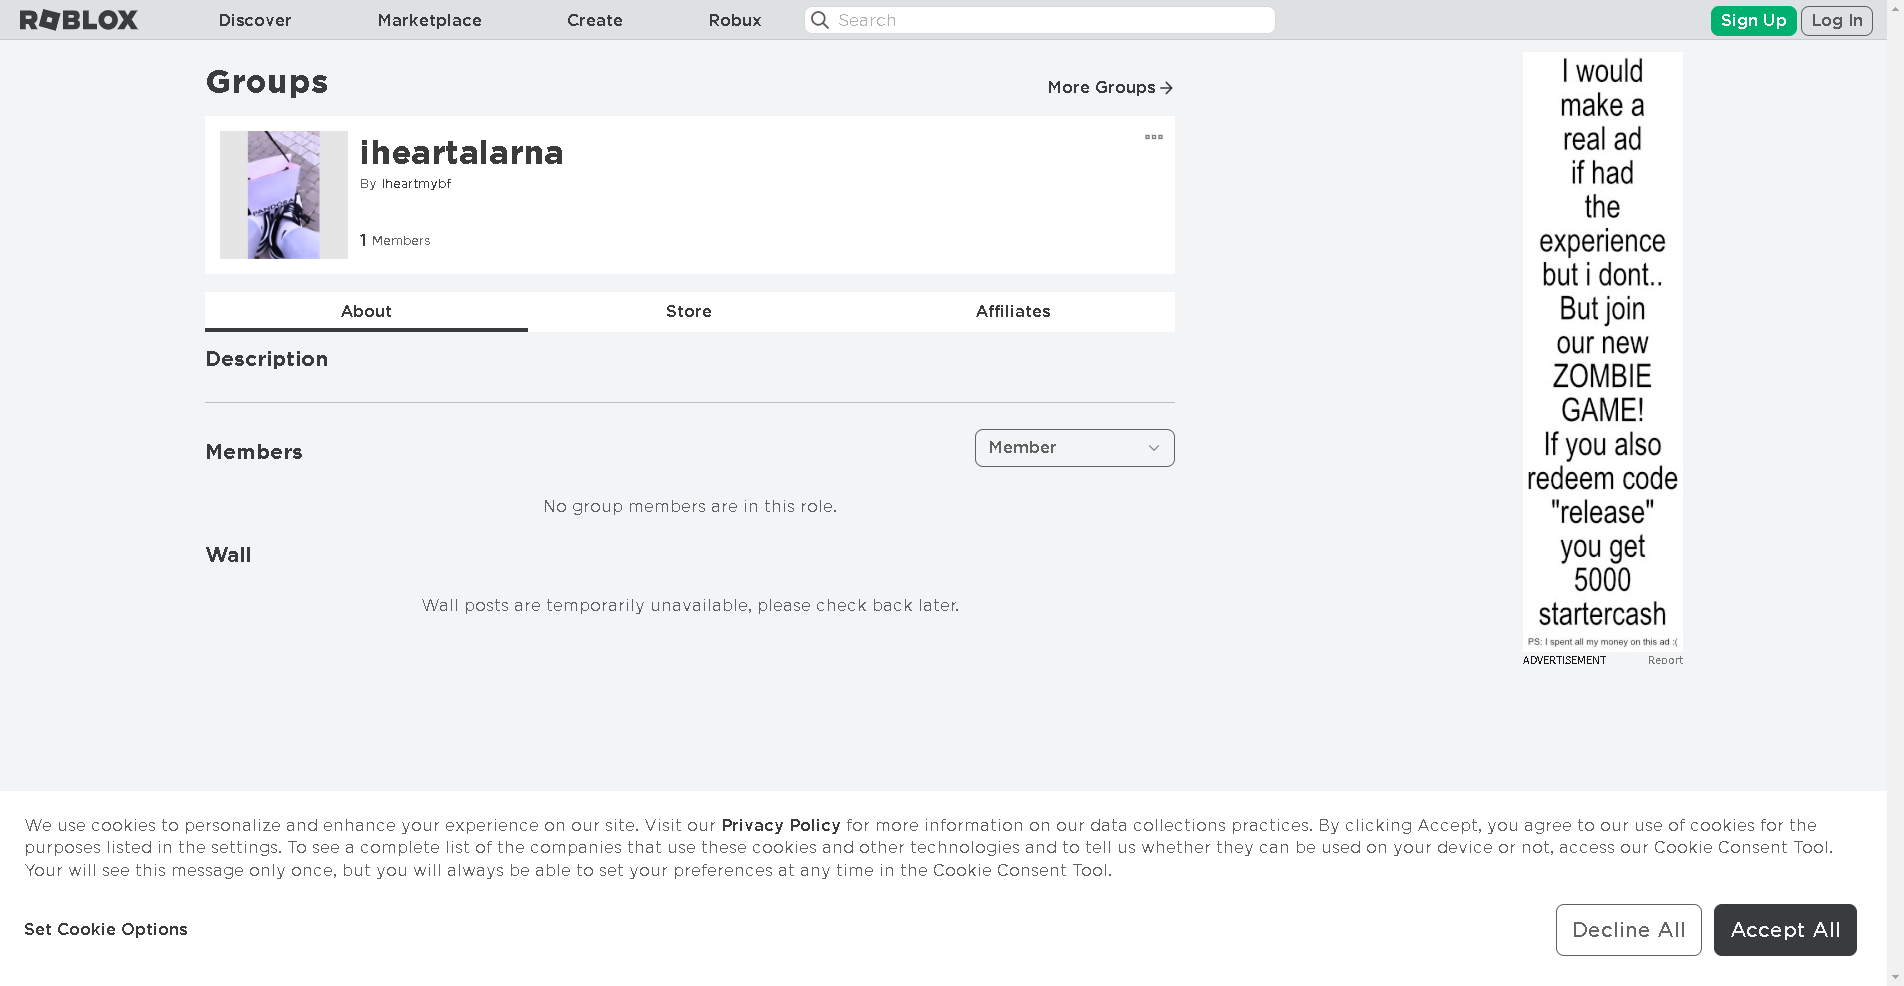 ROBLOX
Discover
Marketplace
Create
Robux
Search
Sign Up
Log In
Groups
More Groups
iheartalarna
By Iheartmybf
1 Members
PANDORA
About
Store
Affiliates
Description
Members
Member
No group members are in this role.
Wall
Wall posts are temporarily unavailable, please check back later.
I would
make a
real ad
if had
the
experience
but i dont..
But join
our new
ZOMBIE
GAME!
If you also
redeem code
"release"
you get
5000
startercash
PS: I spent all my money on this ad :(
ADVERTISEMENT
Report
We use cookies to personalize and enhance your experience on our site. Visit our Privacy Policy for more information on our data collections practices. By clicking Accept, you agree to our use of cookies for the
purposes listed in the settings. To see a complete list of the companies that use these cookies and other technologies and to tell us whether they can be used on your device or not, access our Cookie Consent Tool.
Your will see this message only once, but you will always be able to set your preferences at any time in the Cookie Consent Tool.
Set Cookie Options
Decline All
Accept All